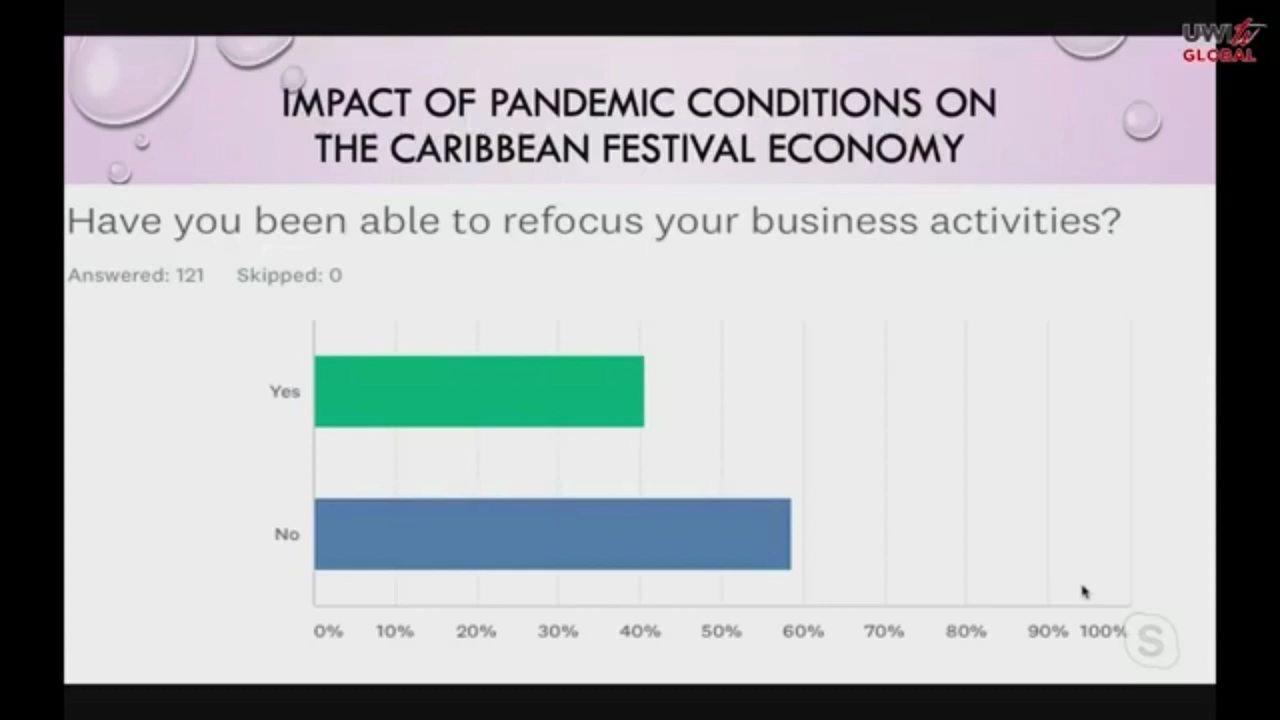 UWItv
GLOBAL
IMPACT OF PANDEMIC CONDITIONS ON
THE CARIBBEAN FESTIVAL ECONOMY
Have you been able to refocus your business activities?
Answered: 121 Skipped: 0
Yes
No
0% 10% 20% 30% 40% 50% 60% 70% 80% 90% 100%
S